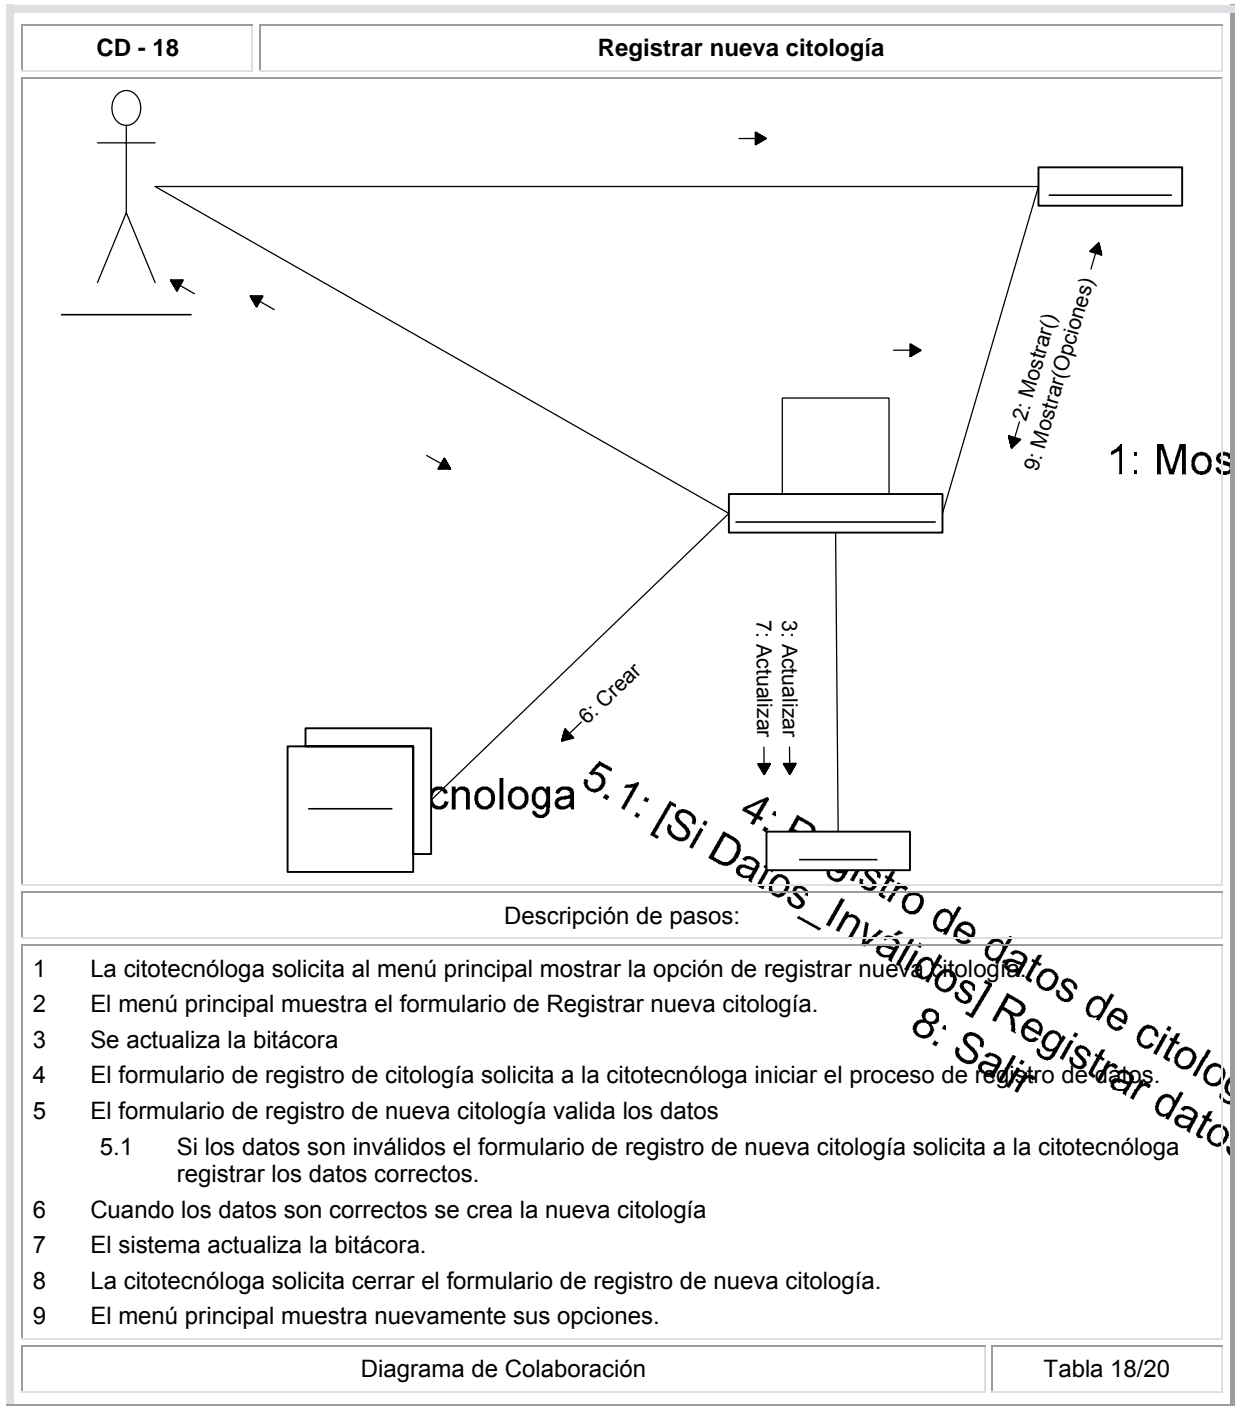 CD - 18
Registrar nueva citología
2: Mostrar()
9: Mostrar(Opciones)
1: Mos
3: Actualizar
7: Actualizar
6: Crear
cnologa
5.1: [Si Datos_Inválidos] Registrar datos
4: Registro de datos de citolog
8: Salir
Descripción de pasos:
1 La citotecnóloga solicita al menú principal mostrar la opción de registrar nueva citología.
2 El menú principal muestra el formulario de Registrar nueva citología.
3 Se actualiza la bitácora
4 El formulario de registro de citología solicita a la citotecnóloga iniciar el proceso de registro de datos.
5 El formulario de registro de nueva citología valida los datos
5.1 Si los datos son inválidos el formulario de registro de nueva citología solicita a la citotecnóloga
registrar los datos correctos.
6 Cuando los datos son correctos se crea la nueva citología
7 El sistema actualiza la bitácora.
8 La citotecnóloga solicita cerrar el formulario de registro de nueva citología.
9 El menú principal muestra nuevamente sus opciones.
Diagrama de Colaboración
Tabla 18/20